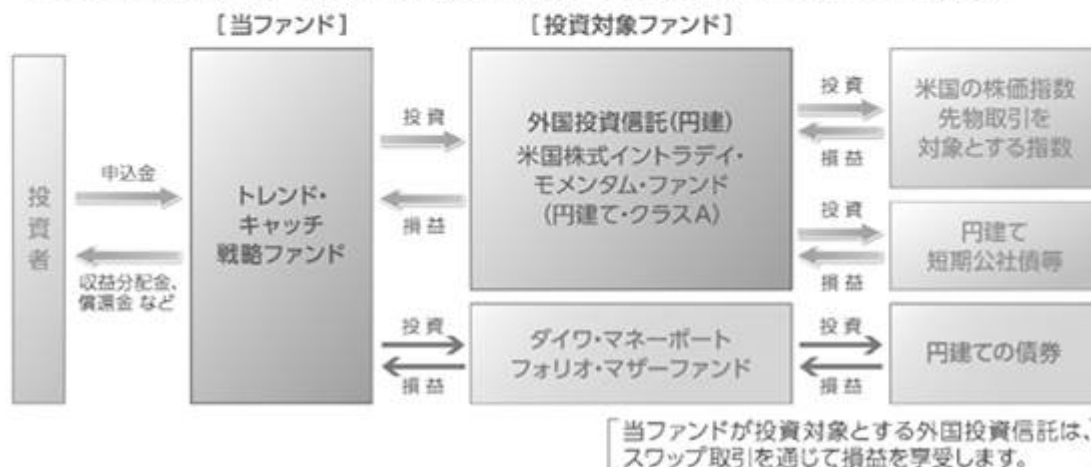 [当ファンド]
[投資対象ファンド]
投資者
申込金
収益分配金、
償還金 など
トレンド・
キャッチ
戦略ファンド
投資
損益
外国投資信託(円建)
米国株式イントラデイ・
モメンタム・ファンド
(円建て・クラスA)
投資
損益
米国の株価指数
先物取引を
対象とする指数
投資
損益
円建て
短期公社債等
投資
損益
ダイワ・マネーポート
フォリオ・マザーファンド
投資
損益
円建ての債券
当ファンドが投資対象とする外国投資信託は、
スワップ取引を通じて損益を享受します。